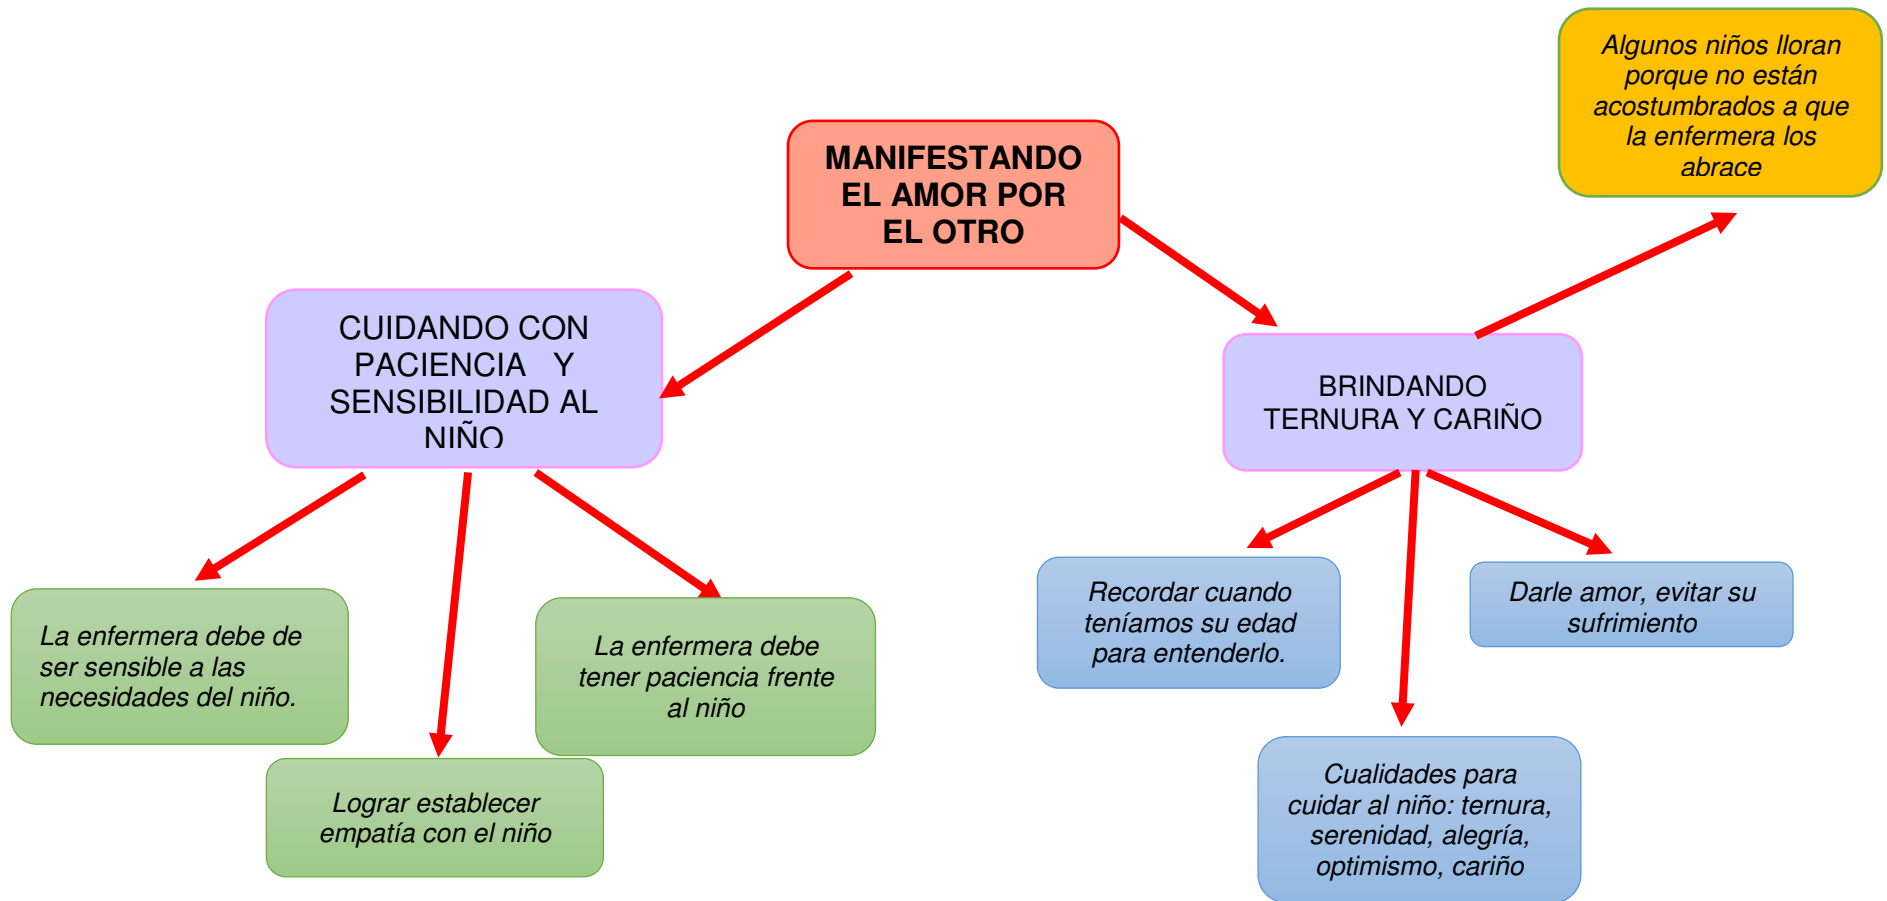 Algunos niños lloran
porque no están
acostumbrados a que
la enfermera los
abrace
MANIFESTANDO
EL AMOR POR
EL OTRO
CUIDANDO CON
PACIENCIA Y
SENSIBILIDAD AL
NIÑO
BRINDANDO
TERNURA Y CARIÑO
La enfermera debe de
ser sensible a las
necesidades del niño.
Lograr establecer
empatía con el niño
La enfermera debe
tener paciencia frente
al niño
Recordar cuando
teníamos su edad
para entenderlo.
Cualidades para
cuidar al niño: ternura,
serenidad, alegría,
optimismo, cariño
Darle amor, evitar su
sufrimiento